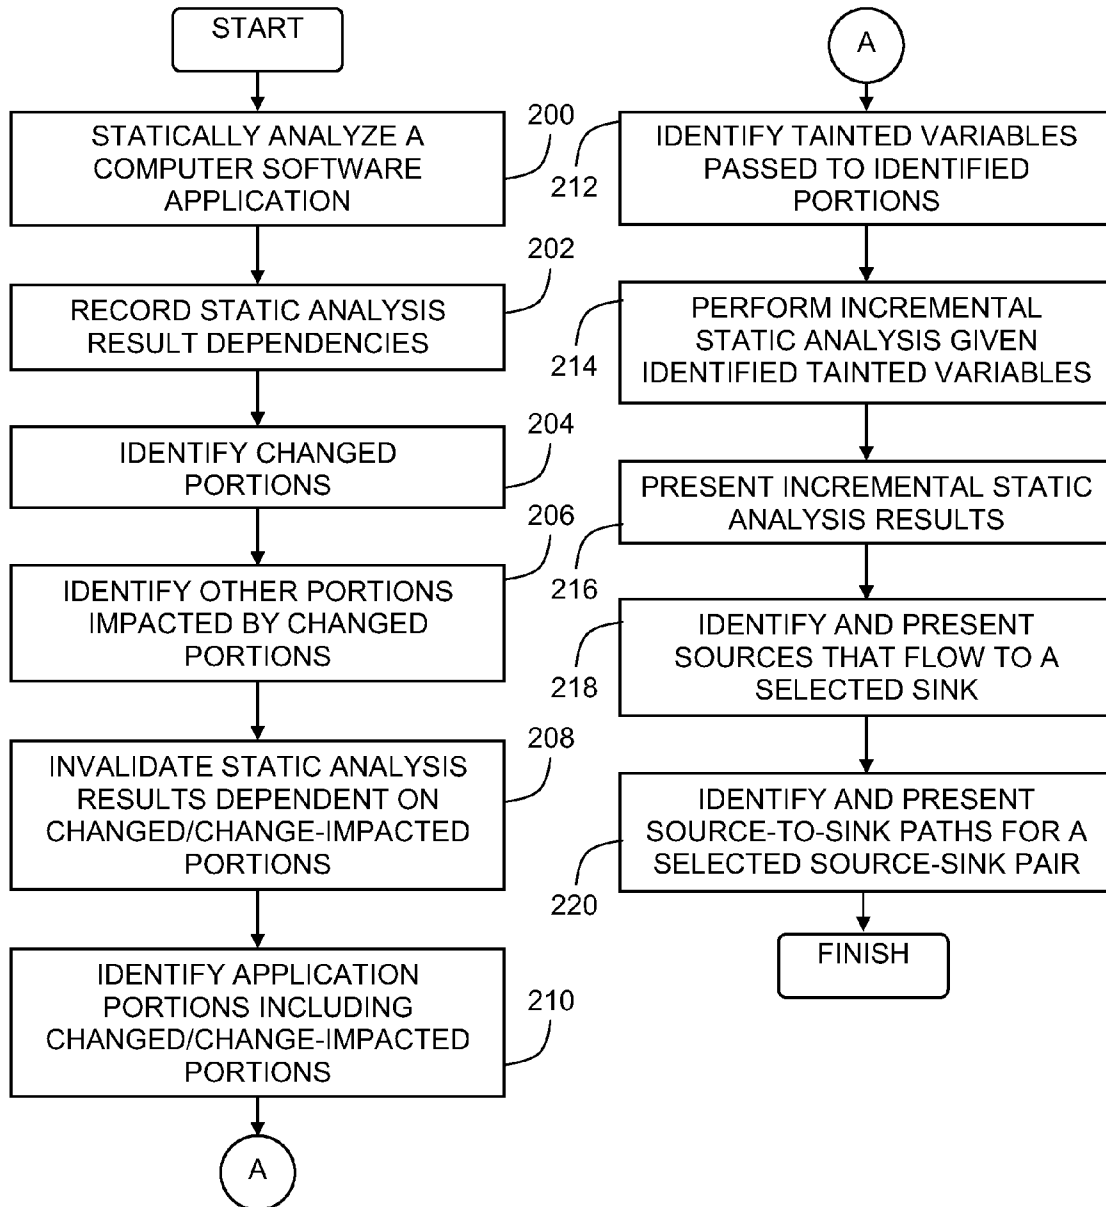 START
STATICALLY ANALYZE A
COMPUTER SOFTWARE
APPLICATION
200
RECORD STATIC ANALYSIS
RESULT DEPENDENCIES
202
IDENTIFY CHANGED
PORTIONS
204
IDENTIFY OTHER PORTIONS
IMPACTED BY CHANGED
PORTIONS
206
INVALIDATE STATIC ANALYSIS
RESULTS DEPENDENT ON
CHANGED/CHANGE-IMPACTED
PORTIONS
208
IDENTIFY APPLICATION
PORTIONS INCLUDING
CHANGED/CHANGE-IMPACTED
PORTIONS
210
A
A
IDENTIFY TAINTED VARIABLES
PASSED TO IDENTIFIED
PORTIONS
212
PERFORM INCREMENTAL
STATIC ANALYSIS GIVEN
IDENTIFIED TAINTED VARIABLES
214
PRESENT INCREMENTAL STATIC
ANALYSIS RESULTS
216
IDENTIFY AND PRESENT
SOURCES THAT FLOW TO A
SELECTED SINK
218
IDENTIFY AND PRESENT
SOURCE-TO-SINK PATHS FOR A
SELECTED SOURCE-SINK PAIR
220
FINISH